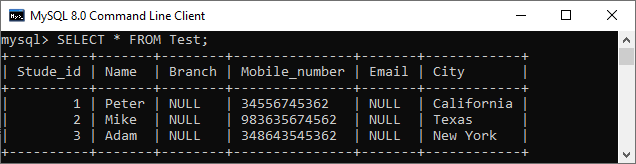 MySQL 8.0 Command Line Client
mysql> SELECT * FROM Test;
+----------+-------+--------+---------------+-------+------------+
| Stude_id | Name  | Branch | Mobile_number | Email | City       |
+----------+-------+--------+---------------+-------+------------+
|        1 | Peter | NULL   | 34556745362   | NULL  | California |
|        2 | Mike  | NULL   | 983635674562  | NULL  | Texas      |
|        3 | Adam  | NULL   | 348643545362  | NULL  | New York   |
+----------+-------+--------+---------------+-------+------------+